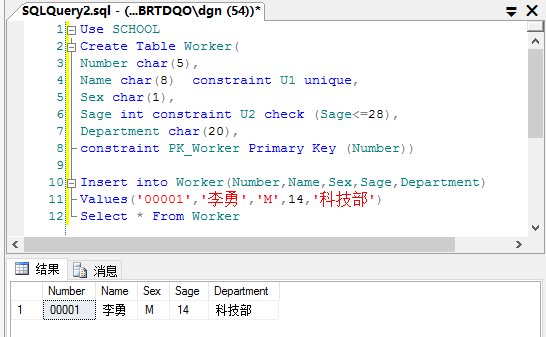 SQLQuery2.sql - (...BRTDQO\dgn (54))*
1 Use SCHOOL
2 Create Table Worker(
3 Number char(5),
4 Name char(8)  constraint U1 unique,
5 Sex char(1),
6 Sage int constraint U2 check (Sage<=28),
7 Department char(20),
8 constraint PK_Worker Primary Key (Number))
9
10 Insert into Worker(Number,Name,Sex,Sage,Department)
11 Values('00001','李勇','M',14,'科技部')
12 Select * From Worker
结果 消息
Number Name Sex Sage Department
1 00001 李勇 M 14 科技部